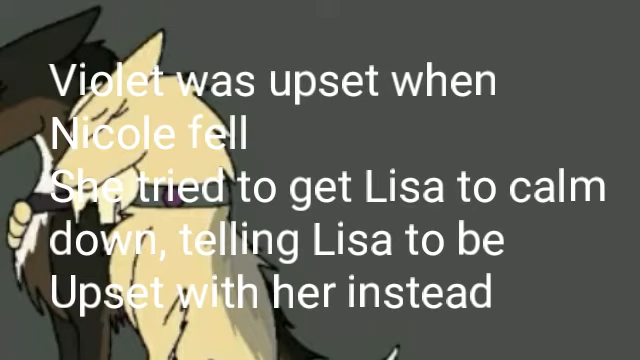 Violet was upset when
Nicole fell
She tried to get Lisa to calm
down, telling Lisa to be
Upset with her instead